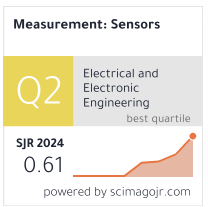 Measurement: Sensors
Q2
Electrical and
Electronic
Engineering
best quartile
SJR 2024
0.61
powered by scimagojr.com